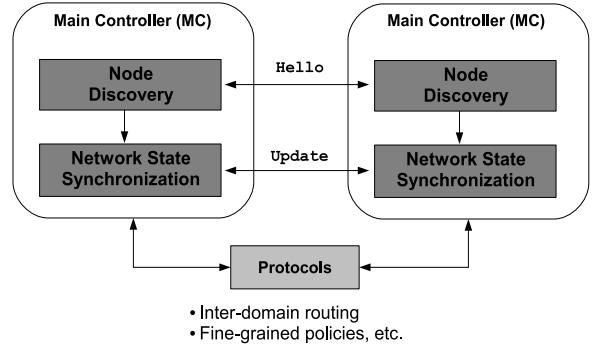 Main Controller (MC)
Main Controller (MC)
Node
Discovery
Hello
Node
Discovery
Network State
Synchronization
Update
Network State
Synchronization
Protocols
• Inter-domain routing
• Fine-grained policies, etc.